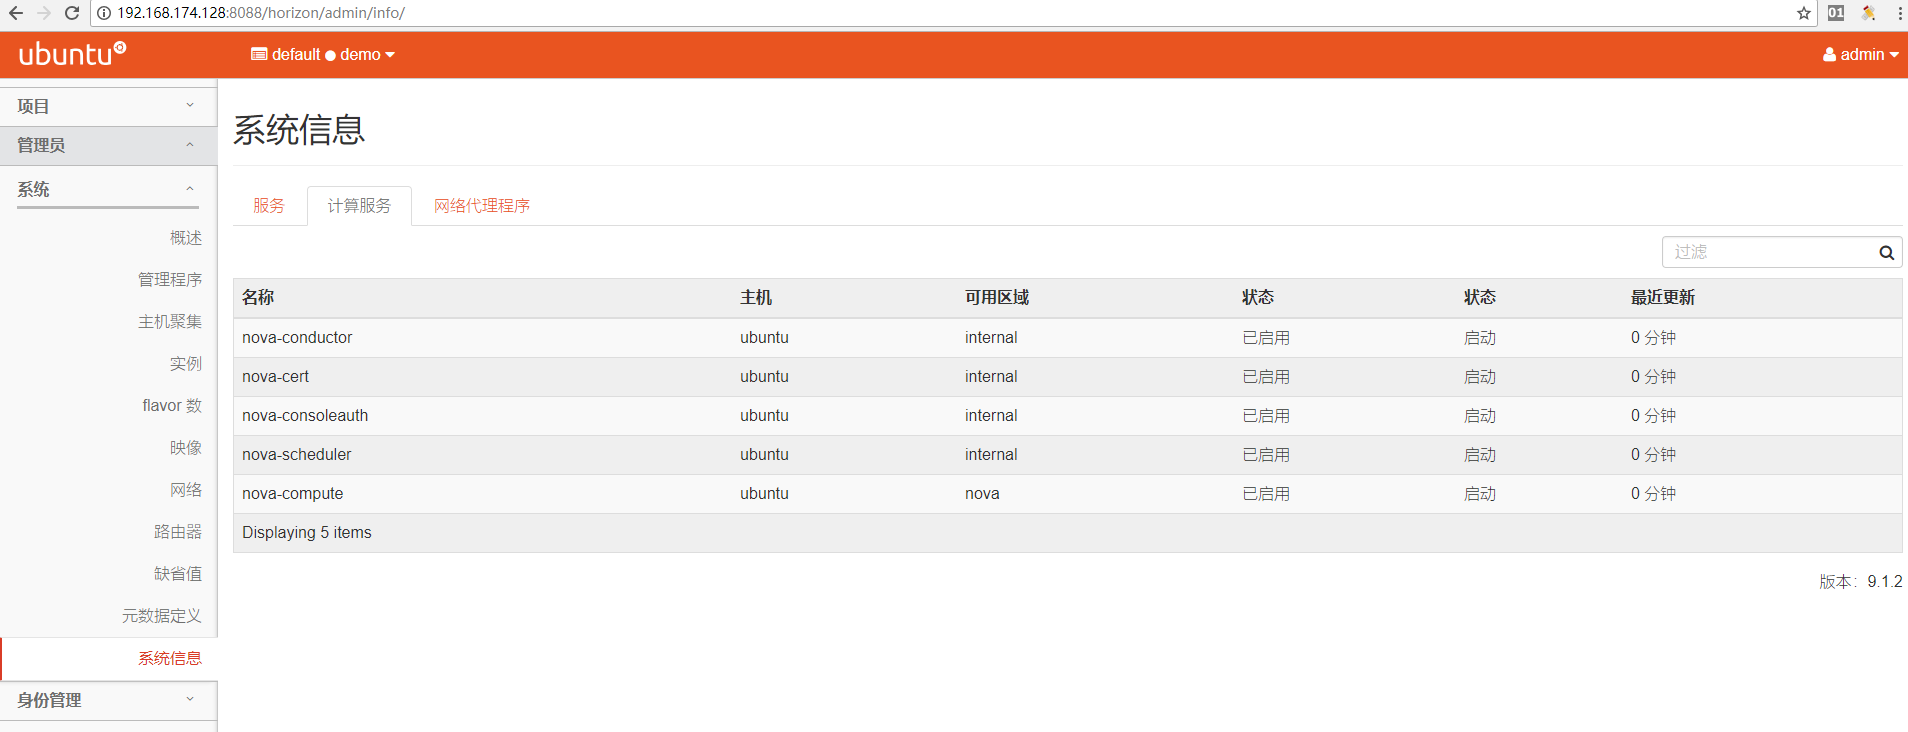 192.168.174.128:8088/horizon/admin/info/
01
ubuntu
default demo
admin
项目
管理员
系统
概述
管理程序
主机聚集
实例
flavor 数
映像
网络
路由器
缺省值
元数据定义
系统信息
身份管理
系统信息
服务 计算服务 网络代理程序
过滤
名称 主机 可用区域 状态 状态 最近更新
nova-conductor ubuntu internal 已启用 启动 0 分钟
nova-cert ubuntu internal 已启用 启动 0 分钟
nova-consoleauth ubuntu internal 已启用 启动 0 分钟
nova-scheduler ubuntu internal 已启用 启动 0 分钟
nova-compute ubuntu nova 已启用 启动 0 分钟
Displaying 5 items
版本：9.1.2